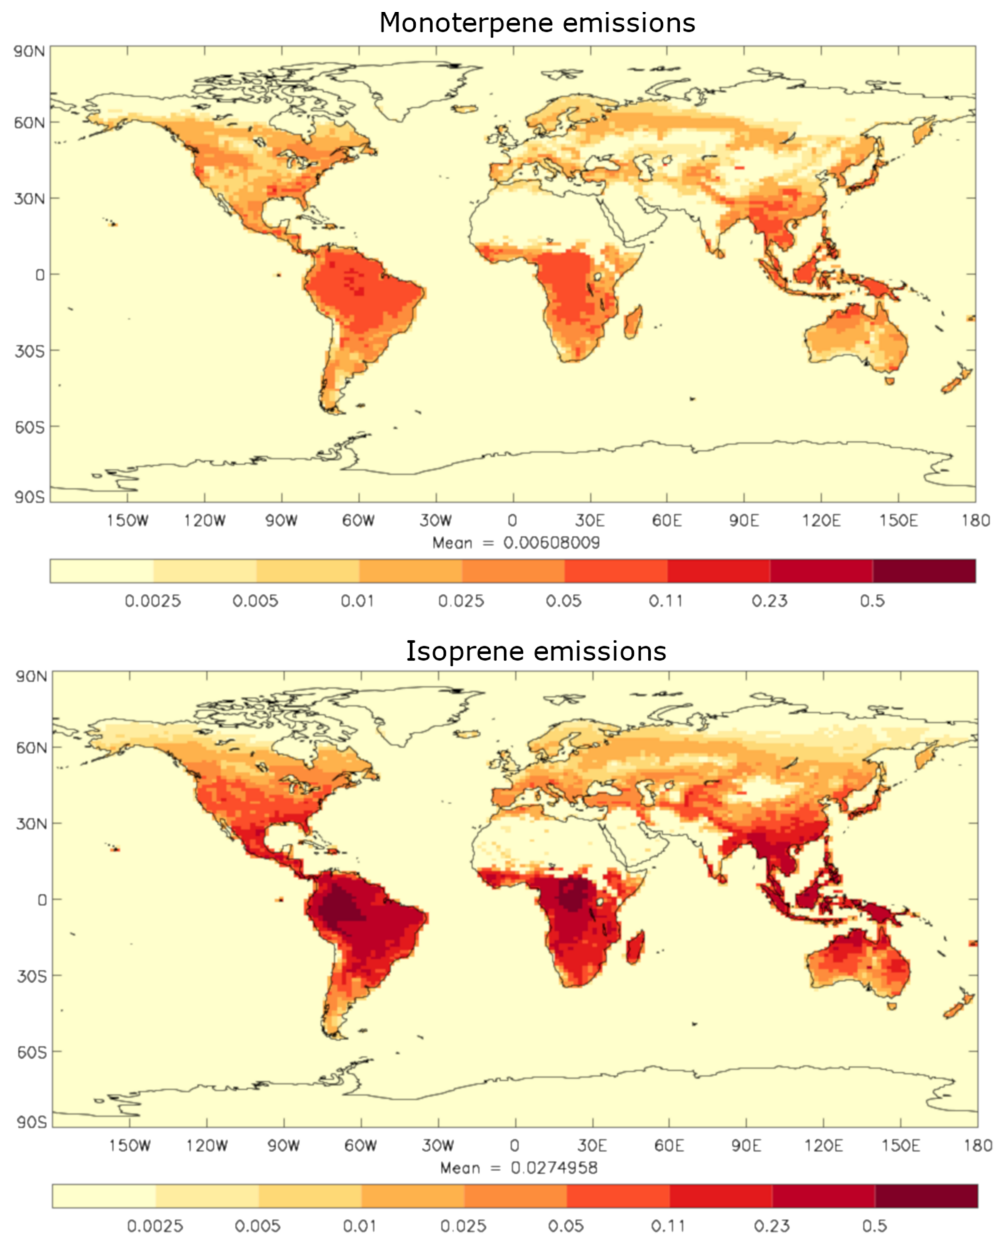 Monoterpene emissions
90N
60N
30N
0
30S
60S
90S
150W 120W 90W 60W 30W 0 30E 60E 90E 120E 150E 180
Mean = 0.00608009
0.0025 0.005 0.01 0.025 0.05 0.11 0.23 0.5
Isoprene emissions
90N
60N
30N
0
30S
60S
90S
150W 120W 90W 60W 30W 0 30E 60E 90E 120E 150E 180
Mean = 0.0274958
0.0025 0.005 0.01 0.025 0.05 0.11 0.23 0.5